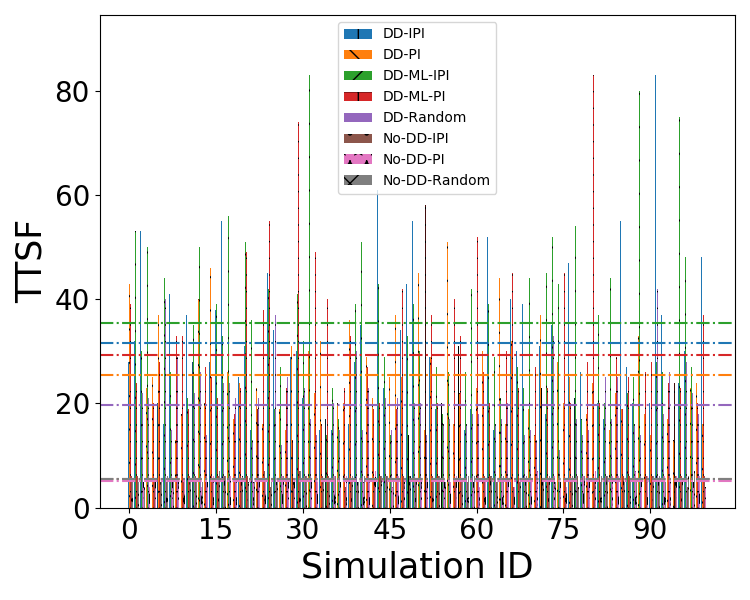 TTSF
80
60
40
20
0
DD-IPI
DD-PI
DD-ML-IPI
DD-ML-PI
DD-Random
No-DD-IPI
No-DD-PI
No-DD-Random
0 15 30 45 60 75 90
Simulation ID